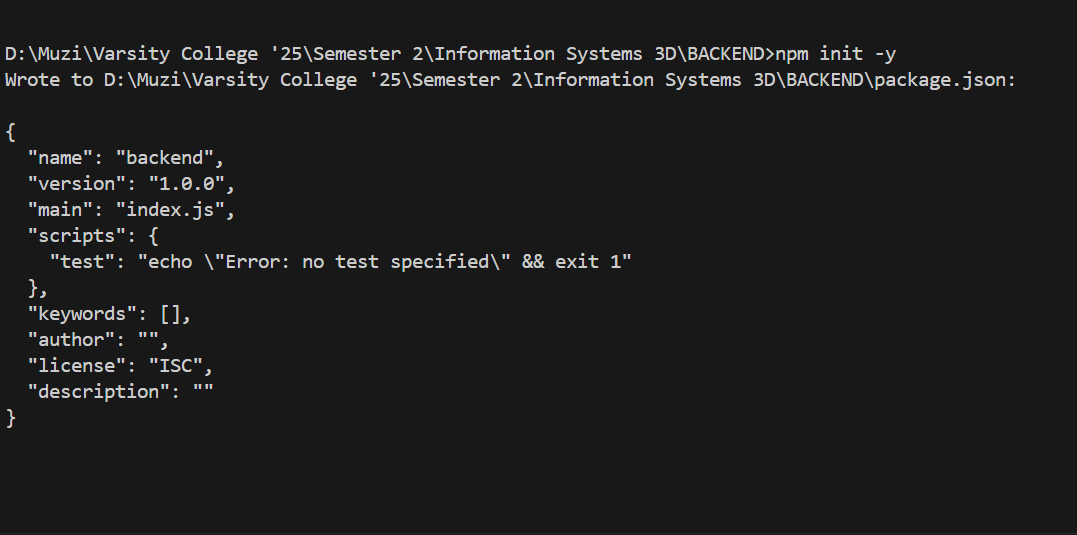 D:\Muzi\Varsity College '25\Semester 2\Information Systems 3D\BACKEND>npm init -y
Wrote to D:\Muzi\Varsity College '25\Semester 2\Information Systems 3D\BACKEND\package.json:
{
  "name": "backend",
  "version": "1.0.0",
  "main": "index.js",
  "scripts": {
    "test": "echo \"Error: no test specified\" && exit 1"
  },
  "keywords": [],
  "author": "",
  "license": "ISC",
  "description": ""
}